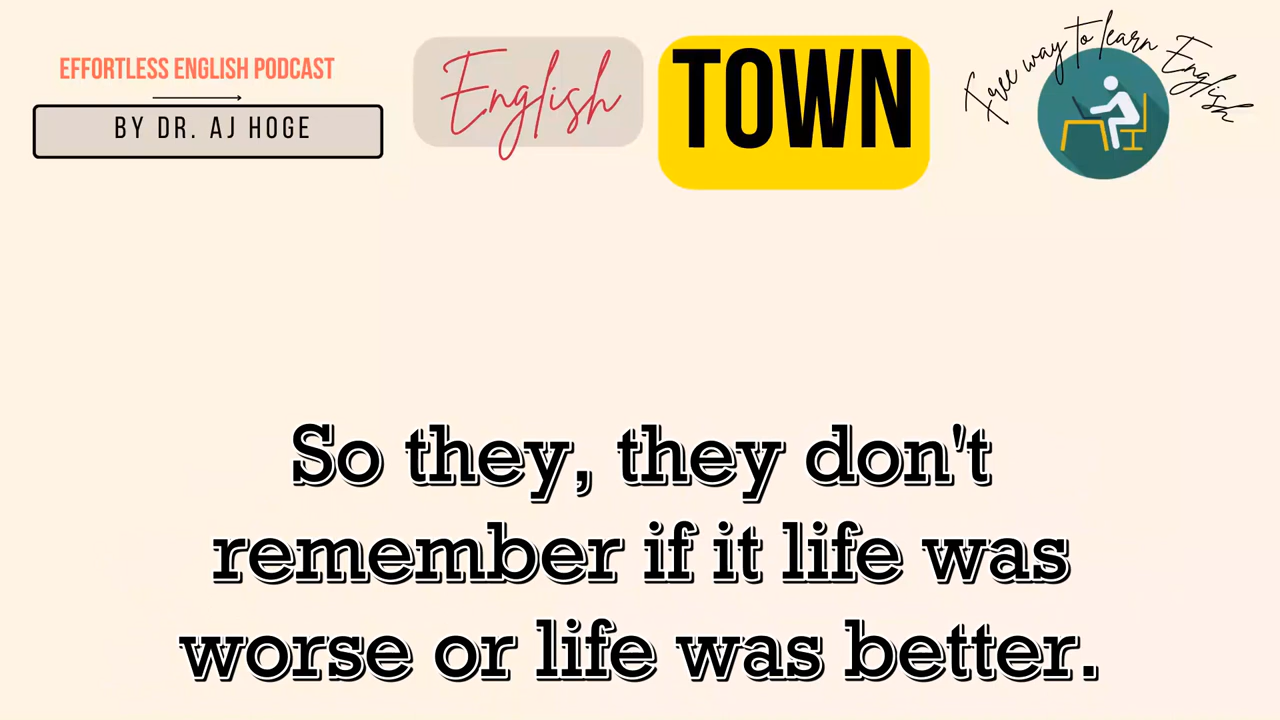 EFFORTLESS ENGLISH PODCAST
BY DR. AJ HOGE
English
TOWN
Free way to learn English
So they, they don't
remember if it life was
worse or life was better.